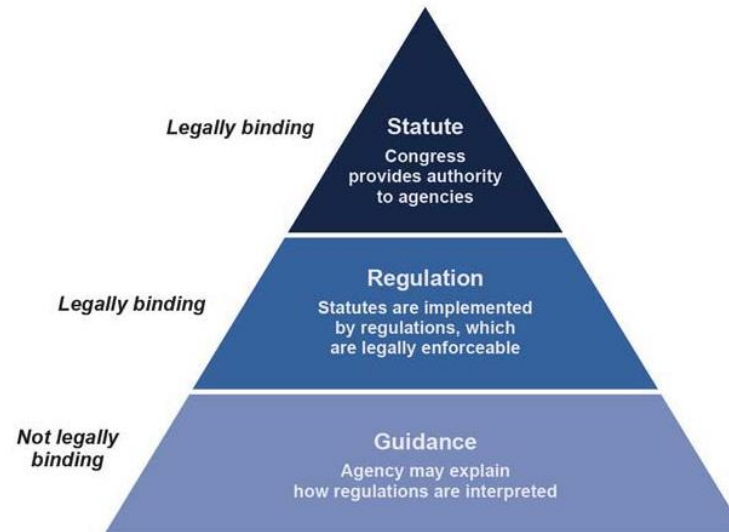 Legally binding
Statute
Congress
provides authority
to agencies
Legally binding
Regulation
Statutes are implemented
by regulations, which
are legally enforceable
Not legally
binding
Guidance
Agency may explain
how regulations are interpreted